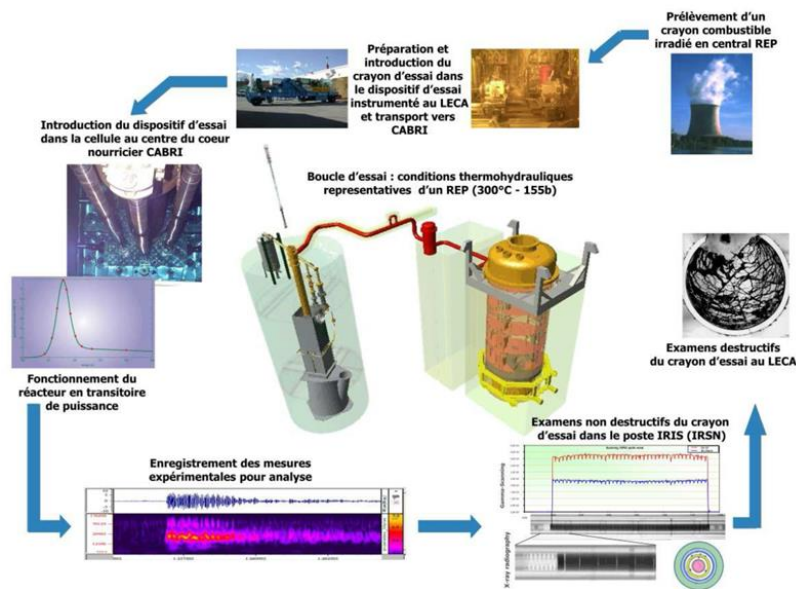 Prélèvement d'un
crayon combustible
irradié en central REP
Préparation et
introduction du
crayon d'essai dans
le dispositif d'essai
instrumenté au LECA
et transport vers
CABRI
Introduction du dispositif d'essai
dans la cellule au centre du coeur
nourricier CABRI
Boucle d'essai : conditions thermohydrauliques
representatives d'un REP (300°C - 155b)
Fonctionnement du
réacteur en transitoire
de puissance
Enregistrement des mesures
expérimentales pour analyse
Examens non destructifs du crayon
d'essai dans le poste IRIS (IRSN)
Gamma-Scanning
X-ray radiography
Examens destructifs
du crayon d'essai au LECA